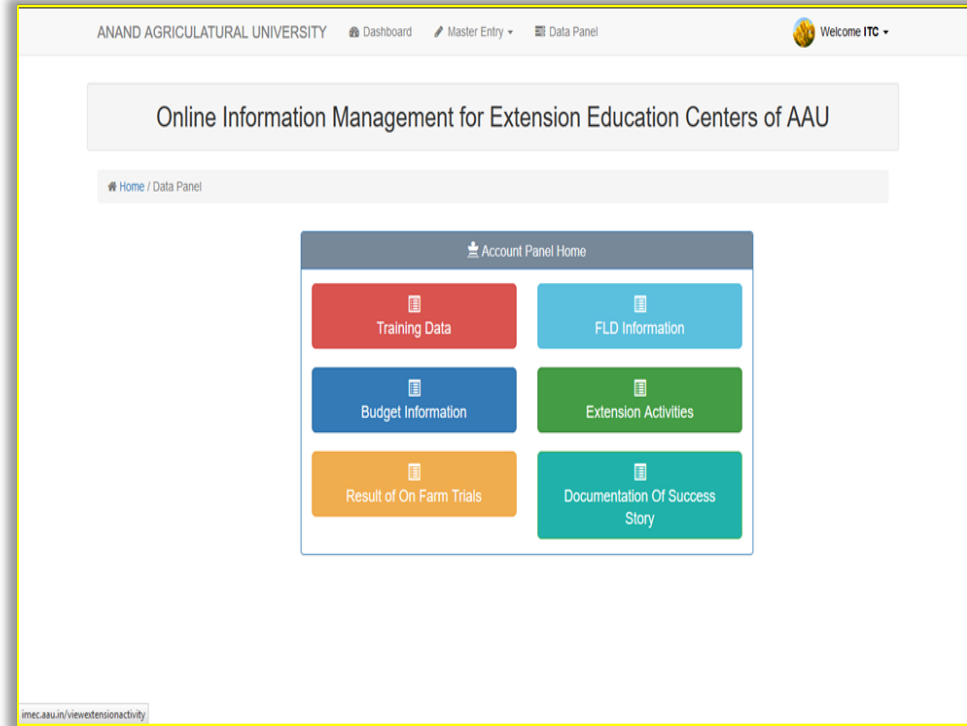 ANAND AGRICULATURAL UNIVERSITY Dashboard Master Entry Data Panel Welcome ITC
Online Information Management for Extension Education Centers of AAU
Home / Data Panel
Account Panel Home
Training Data
FLD Information
Budget Information
Extension Activities
Result of On Farm Trials
Documentation Of Success
Story
imec.aau.in/viewextensionactivity